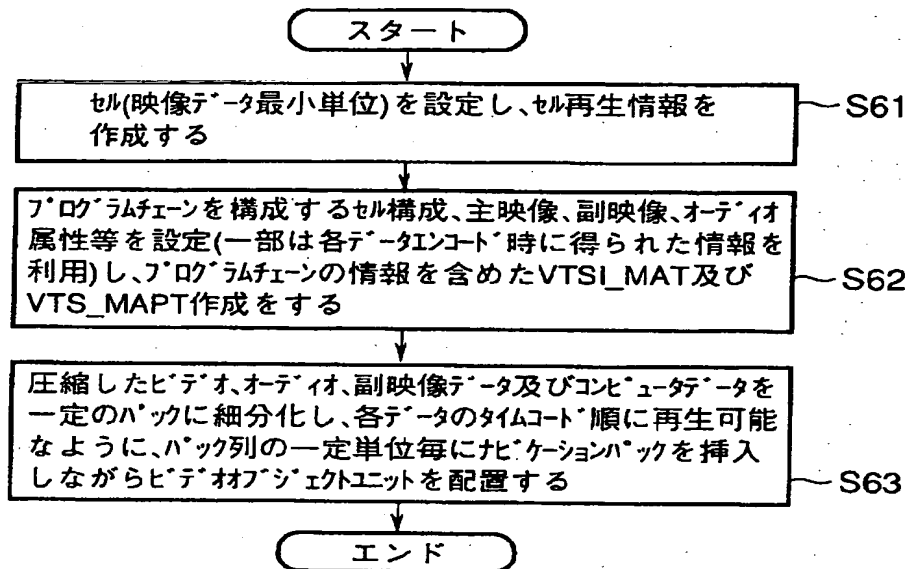 スタート
ｾﾙ(映像ﾃﾞｰﾀ最小単位)を設定し、ｾﾙ再生情報を
作成する
S61
ﾌﾟﾛｸﾞﾗﾑﾁｪｰﾝを構成するｾﾙ構成、主映像、副映像、ｵｰﾃﾞｨｵ
属性等を設定(一部は各ﾃﾞｰﾀｴﾝｺｰﾄﾞ時に得られた情報を
利用)し、ﾌﾟﾛｸﾞﾗﾑﾁｪｰﾝの情報を含めたVTSI_MAT及び
VTS_MAPT作成をする
S62
圧縮したﾋﾞﾃﾞｵ、ｵｰﾃﾞｨｵ、副映像ﾃﾞｰﾀ及びｺﾝﾋﾟｭｰﾀﾃﾞｰﾀを
一定のﾊﾟｯｸに細分化し、各ﾃﾞｰﾀのﾀｲﾑｺｰﾄﾞ順に再生可能
なように、ﾊﾟｯｸ列の一定単位毎にﾅﾋﾞｹﾞｰｼｮﾝﾊﾟｯｸを挿入
しながらﾋﾞﾃﾞｵｵﾌﾞｼﾞｪｸﾄﾕﾆｯﾄを配置する
S63
エンド